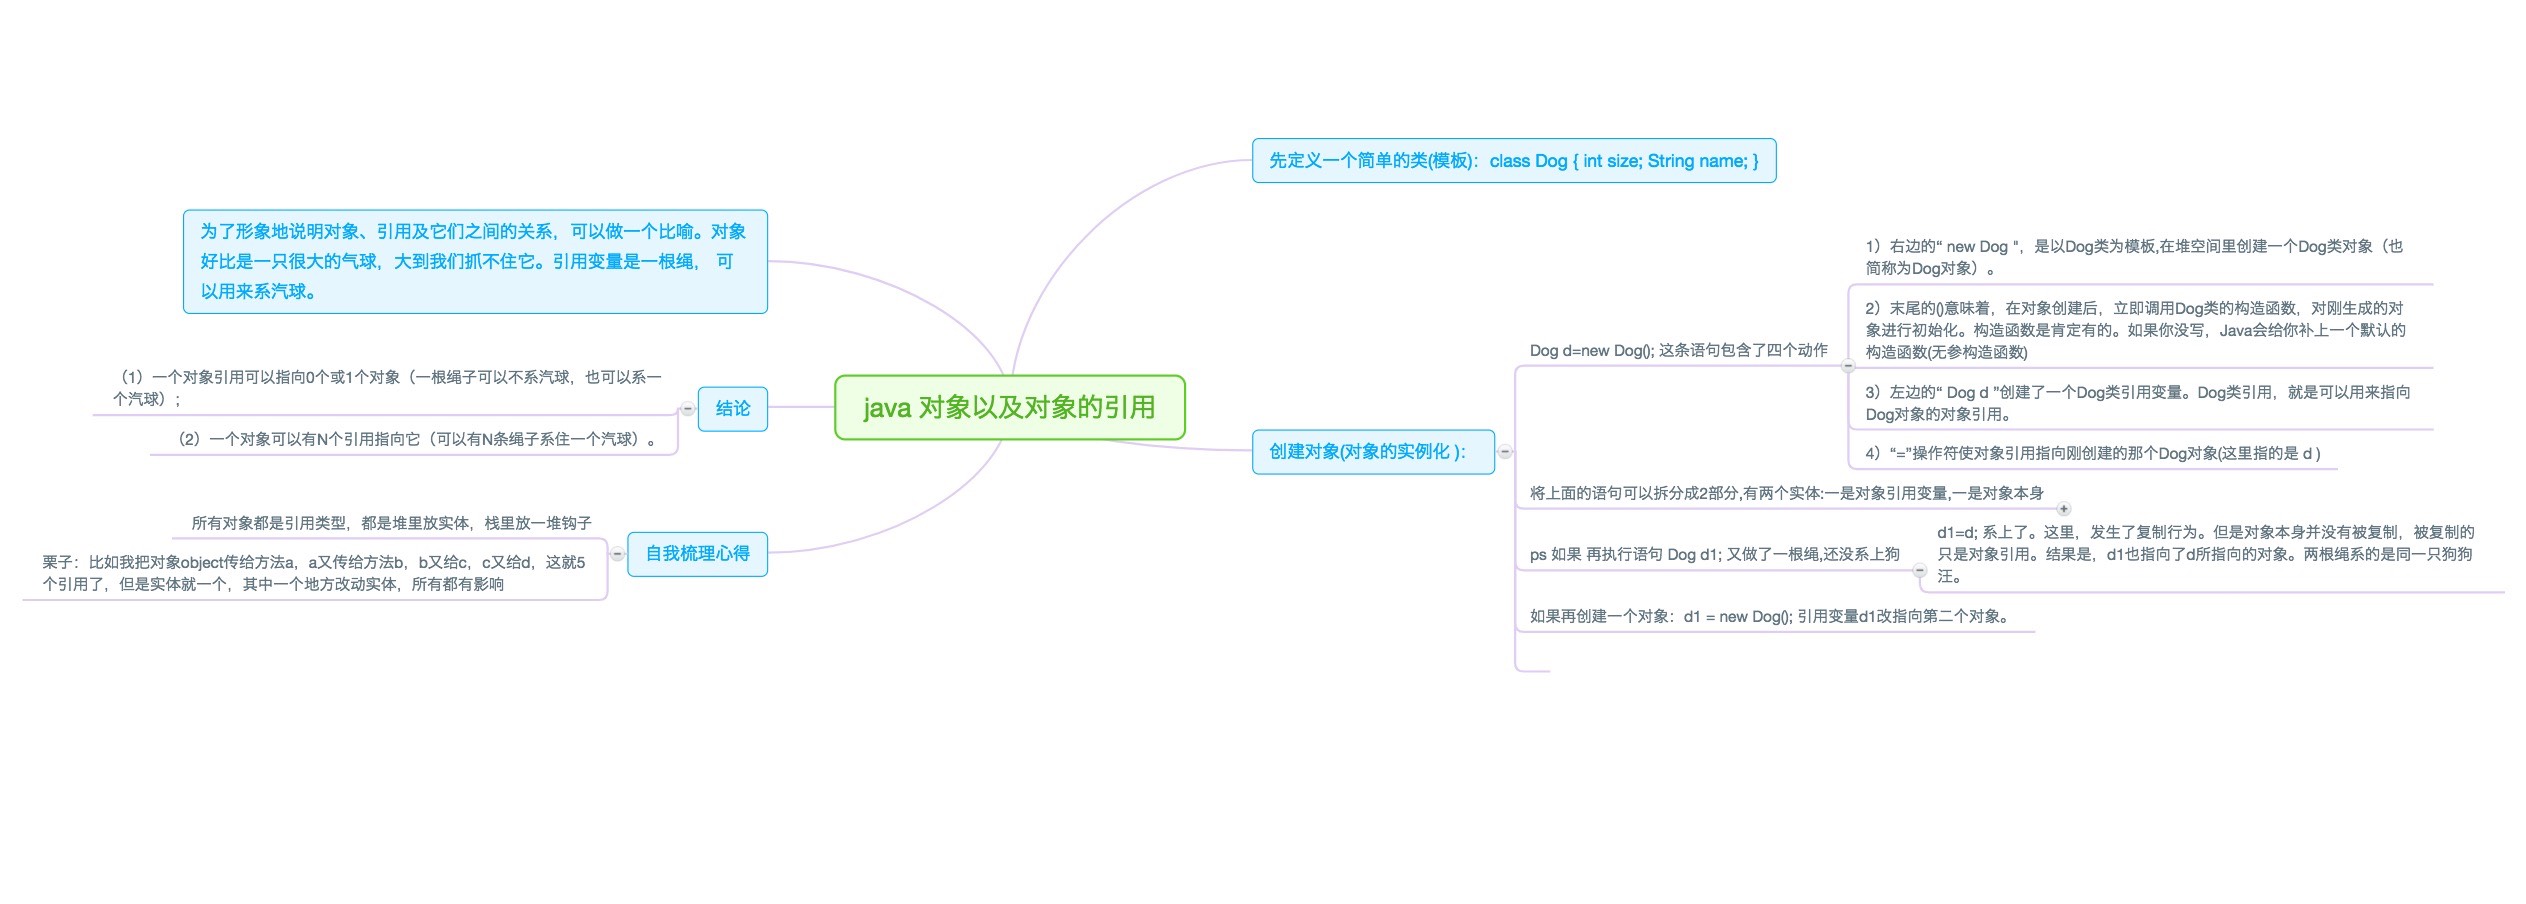 java 对象以及对象的引用
先定义一个简单的类(模板)：class Dog { int size; String name; }
创建对象(对象的实例化 )：
Dog d=new Dog(); 这条语句包含了四个动作
1）右边的“ new Dog "，是以Dog类为模板,在堆空间里创建一个Dog类对象（也
简称为Dog对象）。
2）末尾的()意味着，在对象创建后，立即调用Dog类的构造函数，对刚生成的对
象进行初始化。构造函数是肯定有的。如果你没写，Java会给你补上一个默认的
构造函数(无参构造函数)
3）左边的“ Dog d ”创建了一个Dog类引用变量。Dog类引用，就是可以用来指向
Dog对象的对象引用。
4）“=”操作符使对象引用指向刚创建的那个Dog对象(这里指的是 d )
将上面的语句可以拆分成2部分,有两个实体:一是对象引用变量,一是对象本身
ps 如果 再执行语句 Dog d1; 又做了一根绳,还没系上狗
d1=d; 系上了。这里，发生了复制行为。但是对象本身并没有被复制，被复制的
只是对象引用。结果是，d1也指向了d所指向的对象。两根绳系的是同一只狗狗
汪。
如果再创建一个对象：d1 = new Dog(); 引用变量d1改指向第二个对象。
为了形象地说明对象、引用及它们之间的关系，可以做一个比喻。对象
好比是一只很大的气球，大到我们抓不住它。引用变量是一根绳， 可
以用来系汽球。
结论
（1）一个对象引用可以指向0个或1个对象（一根绳子可以不系汽球，也可以系一
个汽球）;
（2）一个对象可以有N个引用指向它（可以有N条绳子系住一个汽球）。
自我梳理心得
所有对象都是引用类型，都是堆里放实体，栈里放一堆钩子
栗子：比如我把对象object传给方法a，a又传给方法b，b又给c，c又给d，这就5
个引用了，但是实体就一个，其中一个地方改动实体，所有都有影响